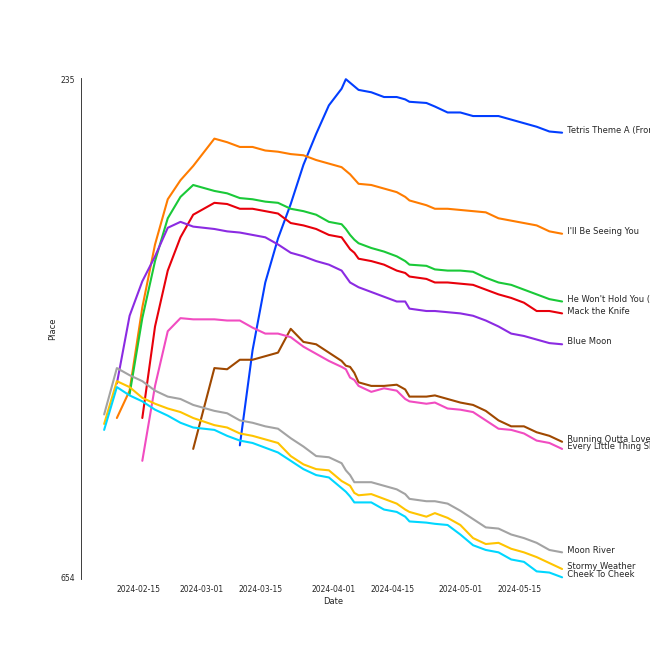 235
Tetris Theme A (Fro
I'll Be Seeing You
He Won't Hold You (
Mack the Knife
Blue Moon
Place
Running Outta Love
Every Little Thing S
Moon River
Stormy Weather
Cheek To Cheek
654
2024-02-15 2024-03-01 2024-03-15 2024-04-01 2024-04-15 2024-05-01 2024-05-15
Date